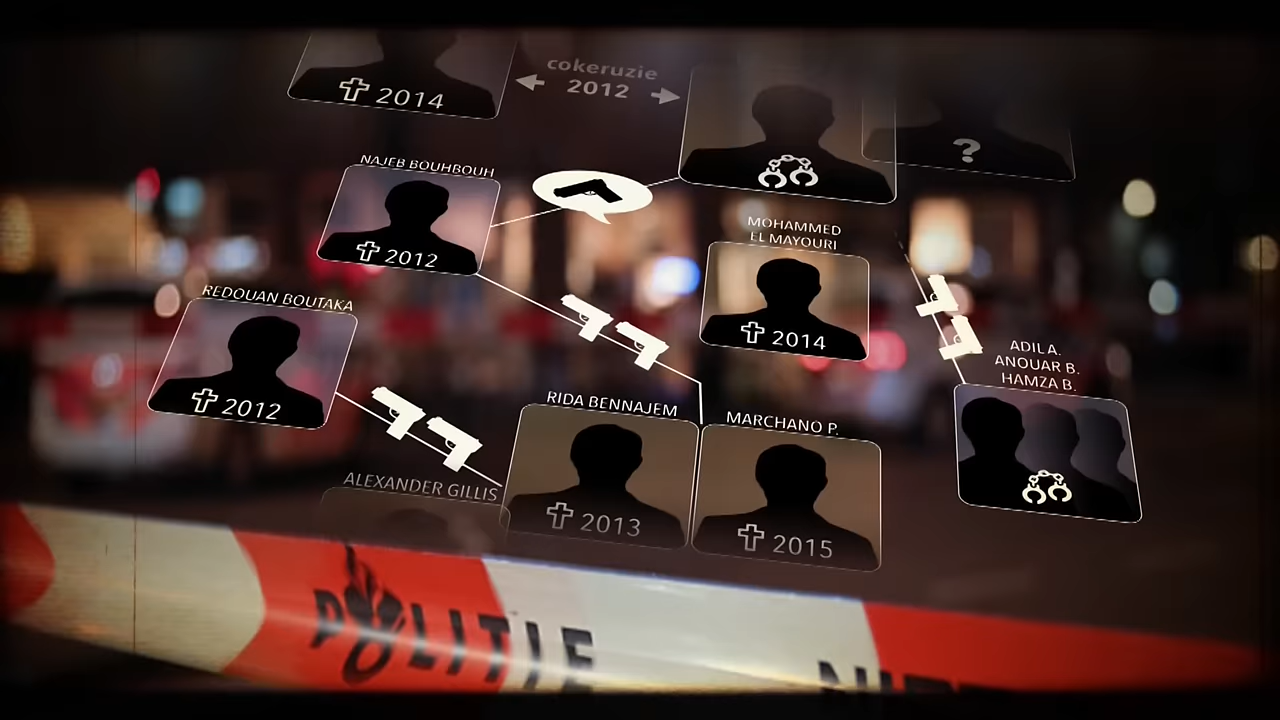 cokeruzie
2012
2014
?
NAJEB BOUHBOUH
2012
MOHAMMED
EL MAYOURI
2014
REDOUAN BOUTAKA
2012
ADIL A.
ANOUAR B.
HAMZA B.
RIDA BENNAJEM
2013
MARCHANO P.
2015
ALEXANDER GILLIS
POLITIE